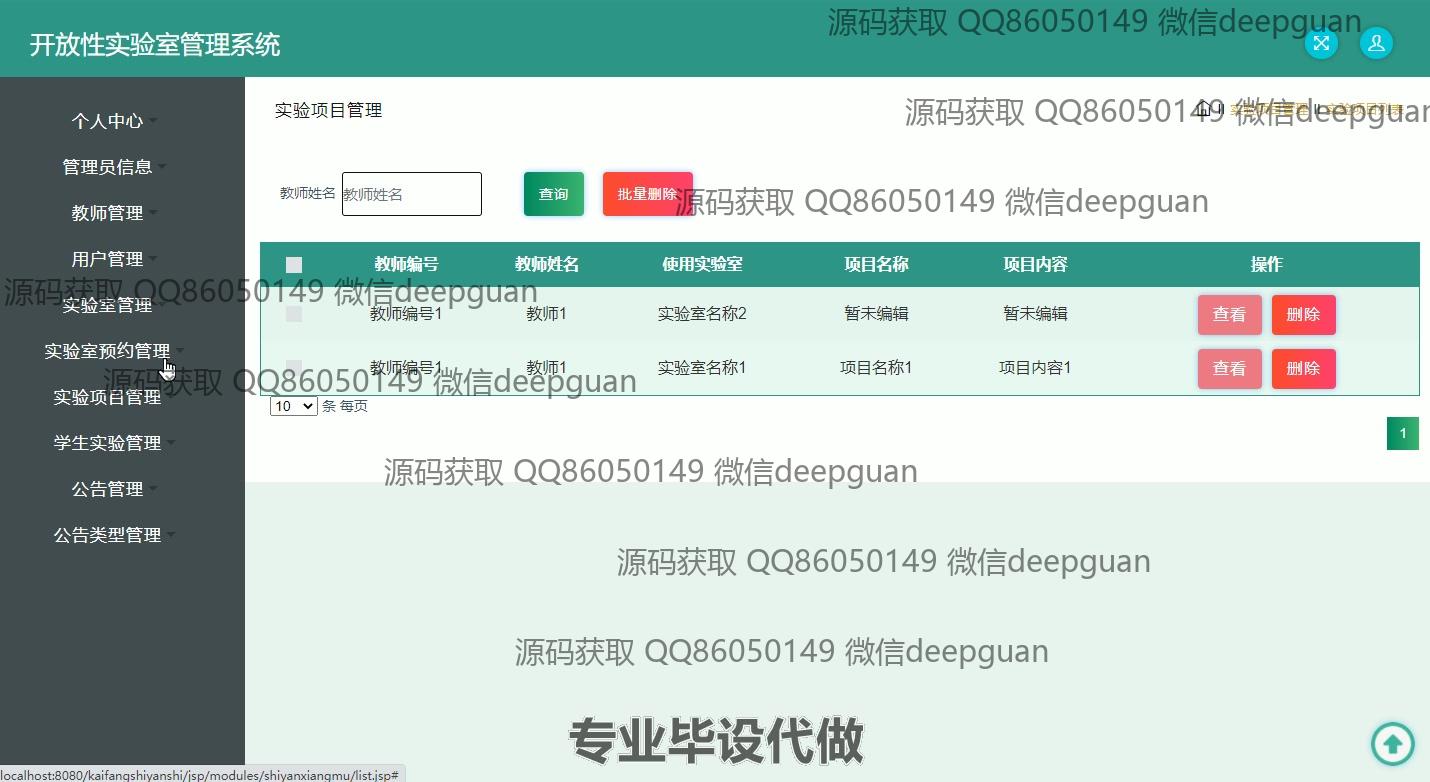 源码获取 QQ86050149 微信deepguan
开放性实验室管理系统
个人中心
管理员信息
教师管理
用户管理
实验室管理
实验室预约管理
实验项目管理
学生实验管理
公告管理
公告类型管理
实验项目管理
实验项目管理 // 实验项目列表
源码获取 QQ86050149 微信deepguan
教师姓名 教师姓名 查询 批量删除
源码获取 QQ86050149 微信deepguan
教师编号 教师姓名 使用实验室 项目名称 项目内容 操作
源码获取 QQ86050149 微信deepguan
教师编号1 教师1 实验室名称2 暂未编辑 暂未编辑 查看 删除
教师编号1 教师1 实验室名称1 项目名称1 项目内容1 查看 删除
源码获取 QQ86050149 微信deepguan
10 条 每页
1
源码获取 QQ86050149 微信deepguan
源码获取 QQ86050149 微信deepguan
源码获取 QQ86050149 微信deepguan
专业毕设代做
localhost:8080/kaifangshiyanshi/jsp/modules/shiyanxiangmu/list.jsp#